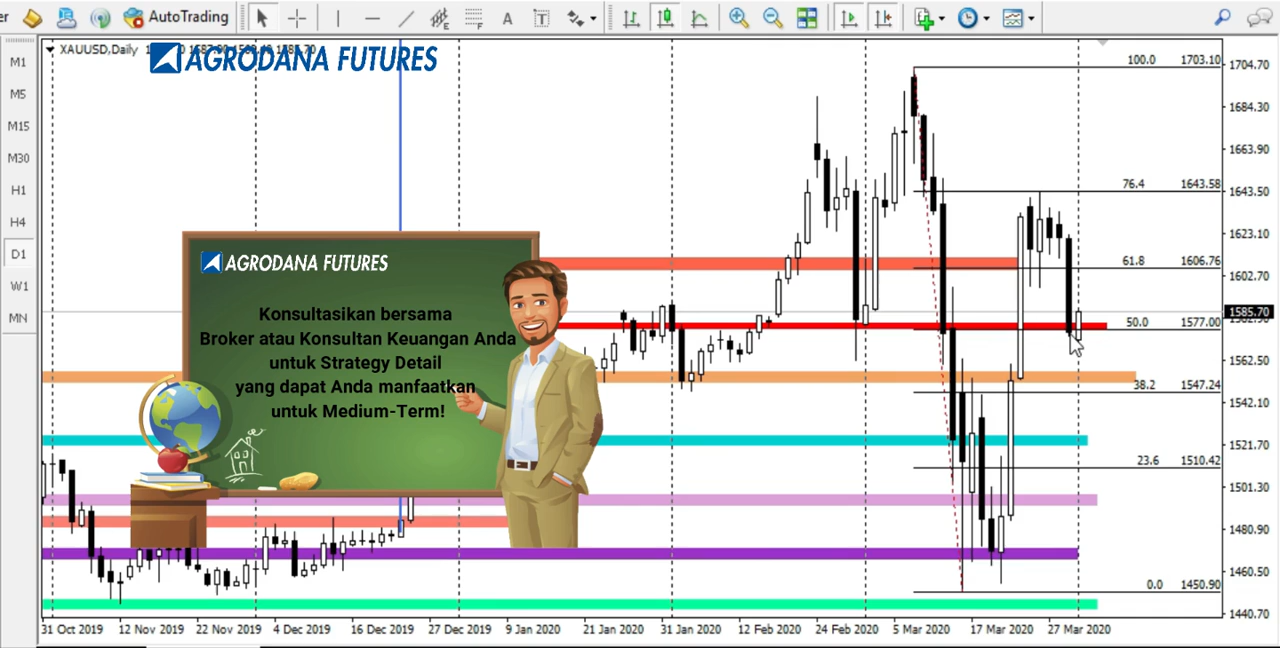 AutoTrading
A
T
M1
M5
M15
M30
H1
H4
D1
W1
MN
XAUUSD,Daily
AGRODANA FUTURES
AGRODANA FUTURES
Konsultasikan bersama
Broker atau Konsultan Keuangan Anda
untuk Strategy Detail
yang dapat Anda manfaatkan
untuk Medium-Term!
100.0 1703.10
76.4 1643.58
61.8 1606.76
50.0 1577.00
38.2 1547.24
23.6 1510.42
0.0 1450.90
1704.70
1684.30
1663.90
1643.50
1623.10
1602.70
1585.70
1562.50
1542.10
1521.70
1501.30
1480.90
1460.50
1440.70
31 Oct 2019 12 Nov 2019 22 Nov 2019 4 Dec 2019 16 Dec 2019 27 Dec 2019 9 Jan 2020 21 Jan 2020 31 Jan 2020 12 Feb 2020 24 Feb 2020 5 Mar 2020 17 Mar 2020 27 Mar 2020